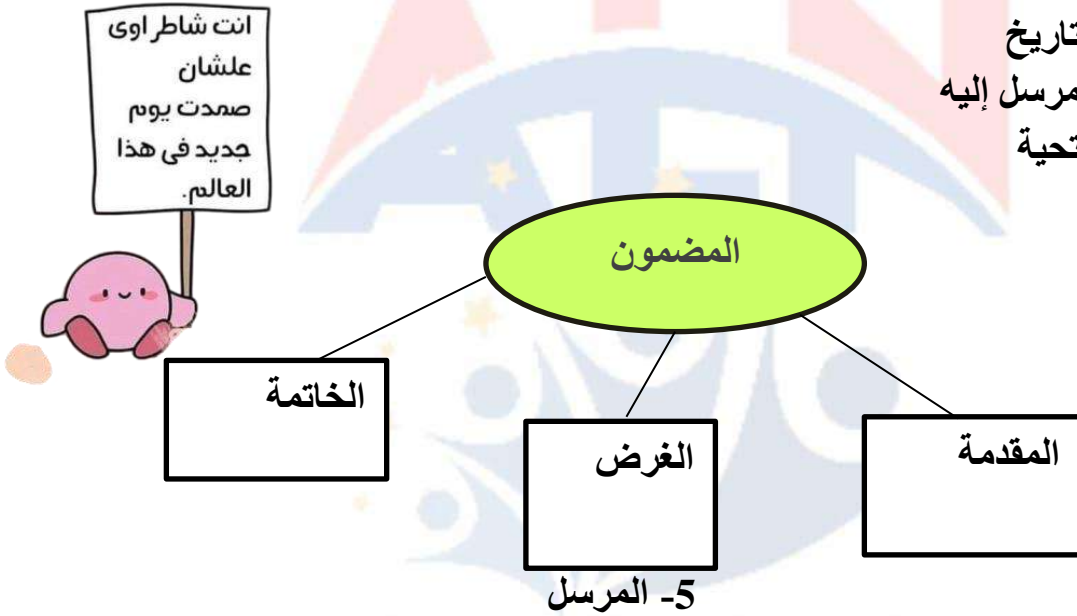 انت شاطر اوى
علشان
صمدت يوم
جديد فى هذا
العالم.
تاريخ
مرسل إليه
تحية
المضمون
المقدمة
الغرض
الخاتمة
5- المرسل